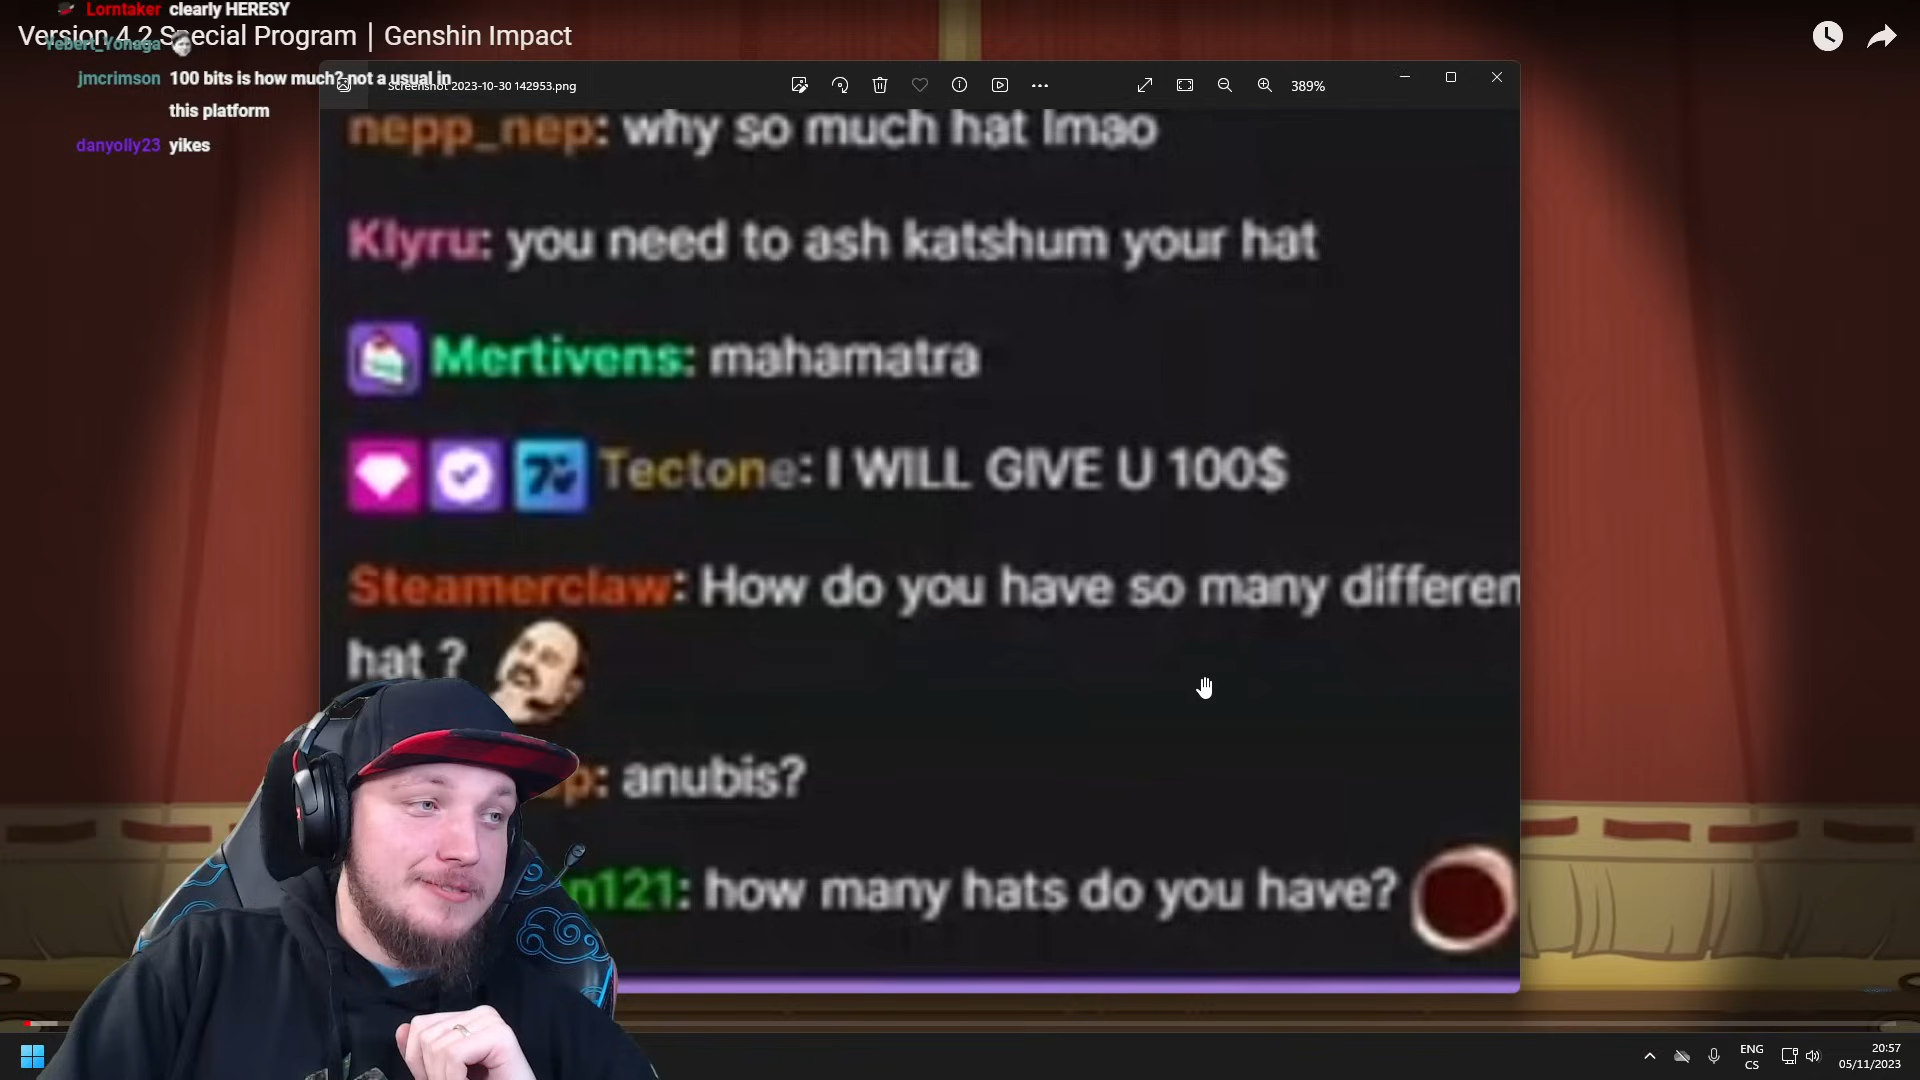 Lorntaker clearly HERESY
Version 4.2 Special Program | Genshin Impact
Yebert_Yonaga
jmcrimson 100 bits is how much? not a usual in
this platform
danyolly23 yikes
Screenshot 2023-10-30 142953.png
389%
nepp_nep: why so much hat lmao
Klyru: you need to ash katshum your hat
Mertivens: mahamatra
Tectone: I WILL GIVE U 100$
Steamerclaw: How do you have so many differen
hat ?
p: anubis?
n121: how many hats do you have?
ENG
CS
20:57
05/11/2023